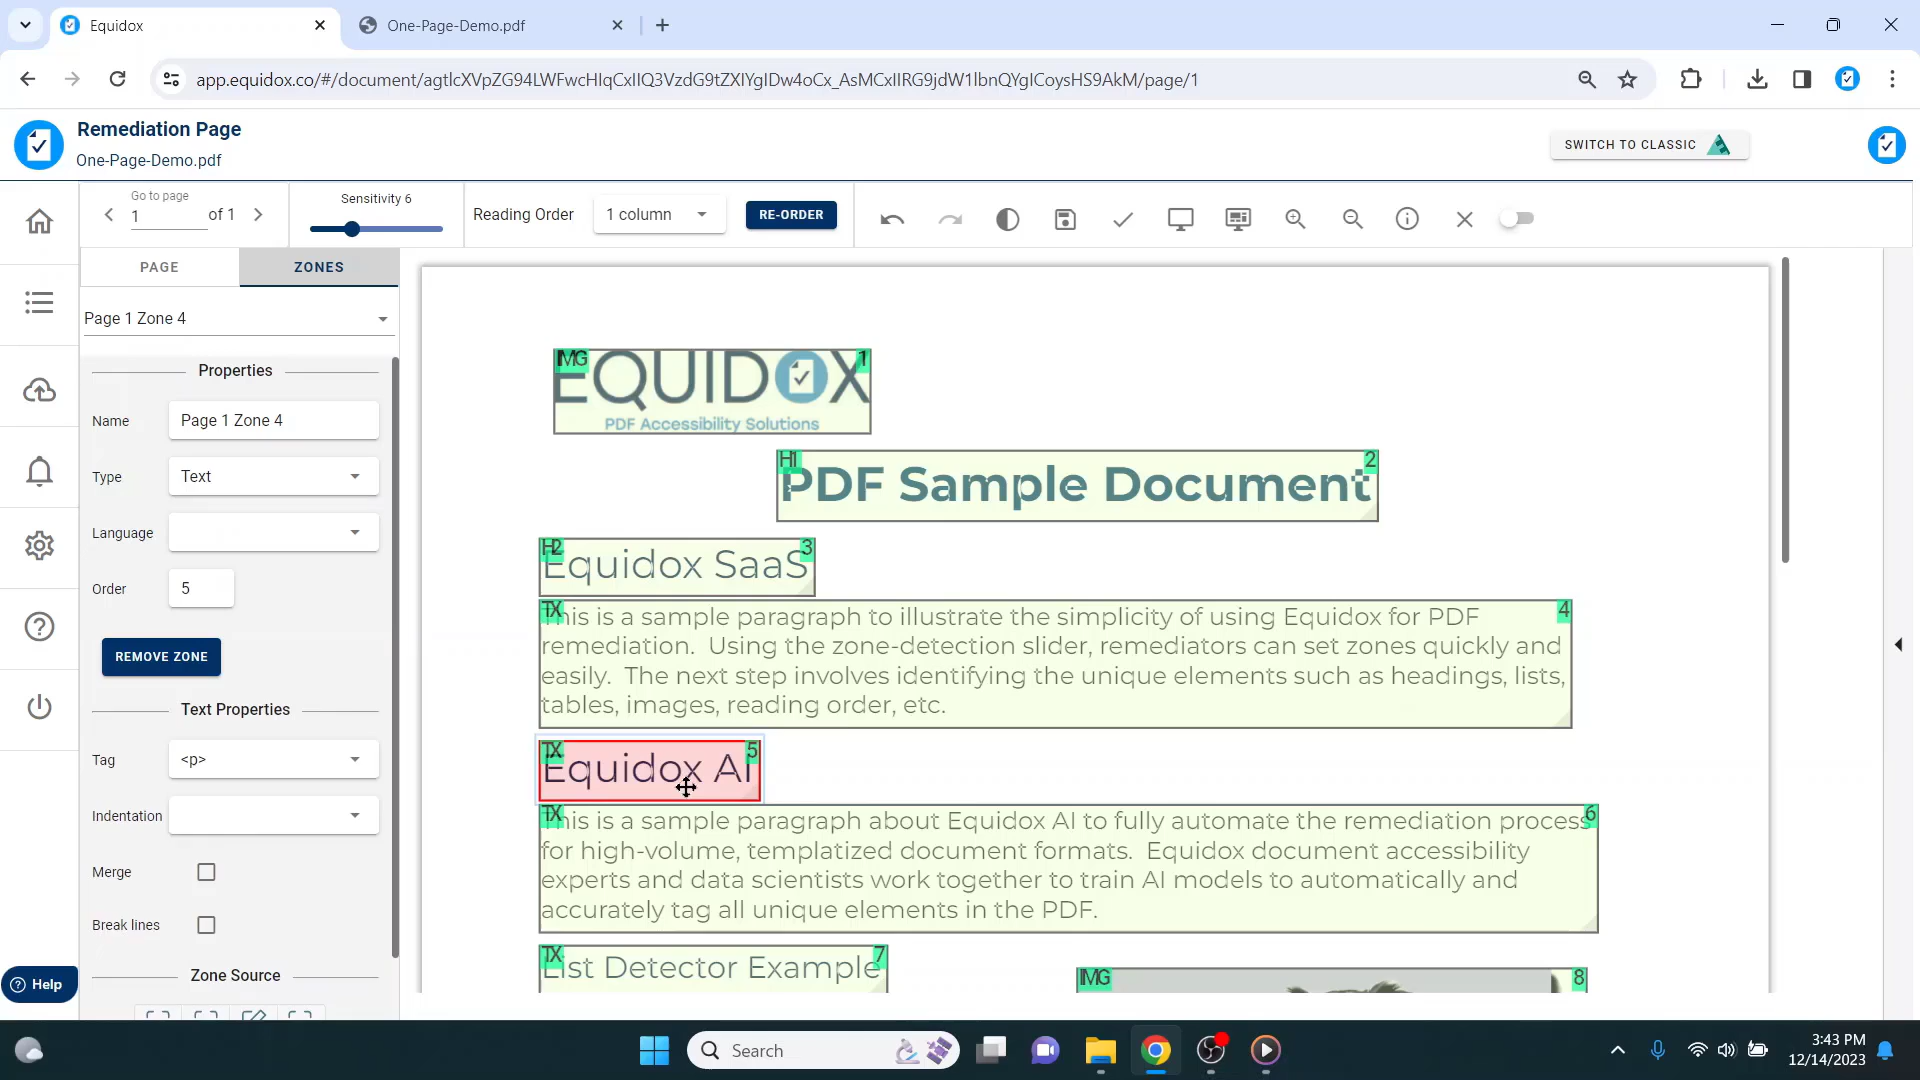 Equidox
One-Page-Demo.pdf
app.equidox.co/#/document/agtlcXVpZG94LWFwcHIqCxIIQ3VzdG9tZXIYgIDw4oCx_AsMCxIIRG9jdW1lbnQYgICoysHS9AkM/page/1
Remediation Page
One-Page-Demo.pdf
SWITCH TO CLASSIC
Go to page
1 of 1
Sensitivity 6
Reading Order
1 column
RE-ORDER
PAGE
ZONES
Page 1 Zone 4
Properties
Name
Page 1 Zone 4
Type
Text
Language
Order
5
REMOVE ZONE
Text Properties
Tag
<p>
Indentation
Merge
Break lines
Zone Source
Help
IMG 1
EQUIDOX
PDF Accessibility Solutions
H1 2
PDF Sample Document
H2 3
Equidox SaaS
TX 4
This is a sample paragraph to illustrate the simplicity of using Equidox for PDF
remediation. Using the zone-detection slider, remediators can set zones quickly and
easily. The next step involves identifying the unique elements such as headings, lists,
tables, images, reading order, etc.
TX 5
Equidox AI
TX 6
This is a sample paragraph about Equidox AI to fully automate the remediation process
for high-volume, templatized document formats. Equidox document accessibility
experts and data scientists work together to train AI models to automatically and
accurately tag all unique elements in the PDF.
TX 7
List Detector Example
IMG 8
Search
3:43 PM
12/14/2023